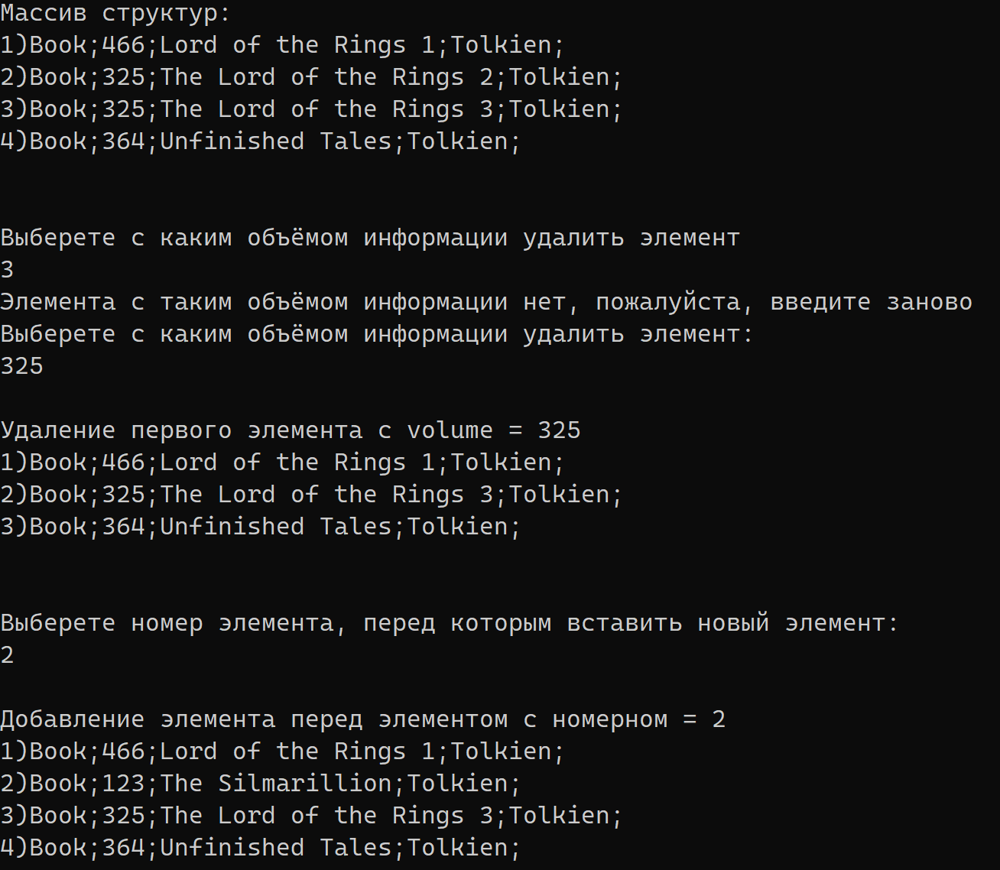 Массив структур:
1)Book;466;Lord of the Rings 1;Tolkien;
2)Book;325;The Lord of the Rings 2;Tolkien;
3)Book;325;The Lord of the Rings 3;Tolkien;
4)Book;364;Unfinished Tales;Tolkien;
Выберете с каким объёмом информации удалить элемент
3
Элемента с таким объёмом информации нет, пожалуйста, введите заново
Выберете с каким объёмом информации удалить элемент:
325
Удаление первого элемента с volume = 325
1)Book;466;Lord of the Rings 1;Tolkien;
2)Book;325;The Lord of the Rings 3;Tolkien;
3)Book;364;Unfinished Tales;Tolkien;
Выберете номер элемента, перед которым вставить новый элемент:
2
Добавление элемента перед элементом с номерном = 2
1)Book;466;Lord of the Rings 1;Tolkien;
2)Book;123;The Silmarillion;Tolkien;
3)Book;325;The Lord of the Rings 3;Tolkien;
4)Book;364;Unfinished Tales;Tolkien;